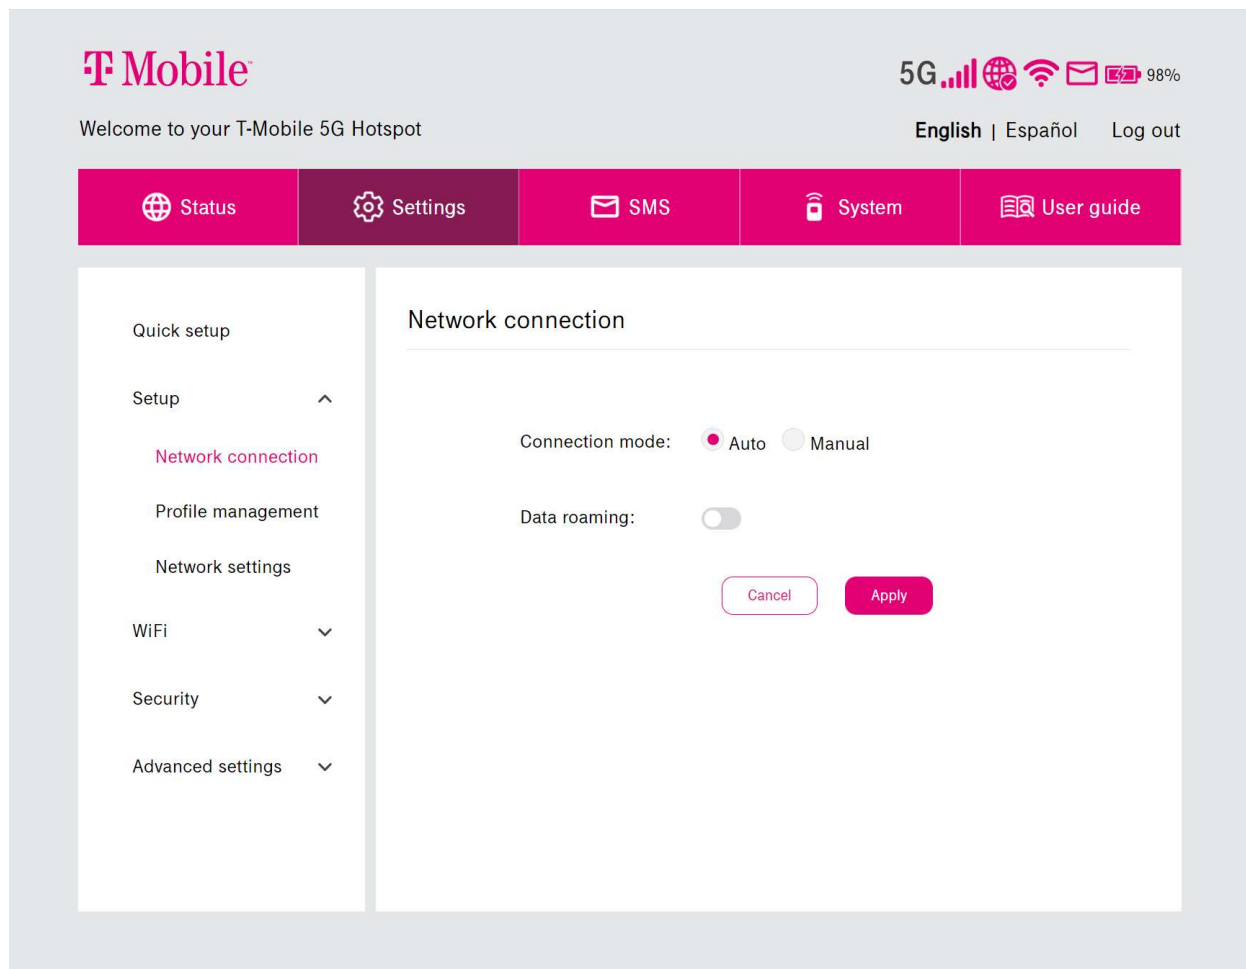 T Mobile
5G 98%
Welcome to your T-Mobile 5G Hotspot
English | Español Log out
Status Settings SMS System User guide
Quick setup
Setup
Network connection
Profile management
Network settings
WiFi
Security
Advanced settings
Network connection
Connection mode: Auto Manual
Data roaming:
Cancel Apply